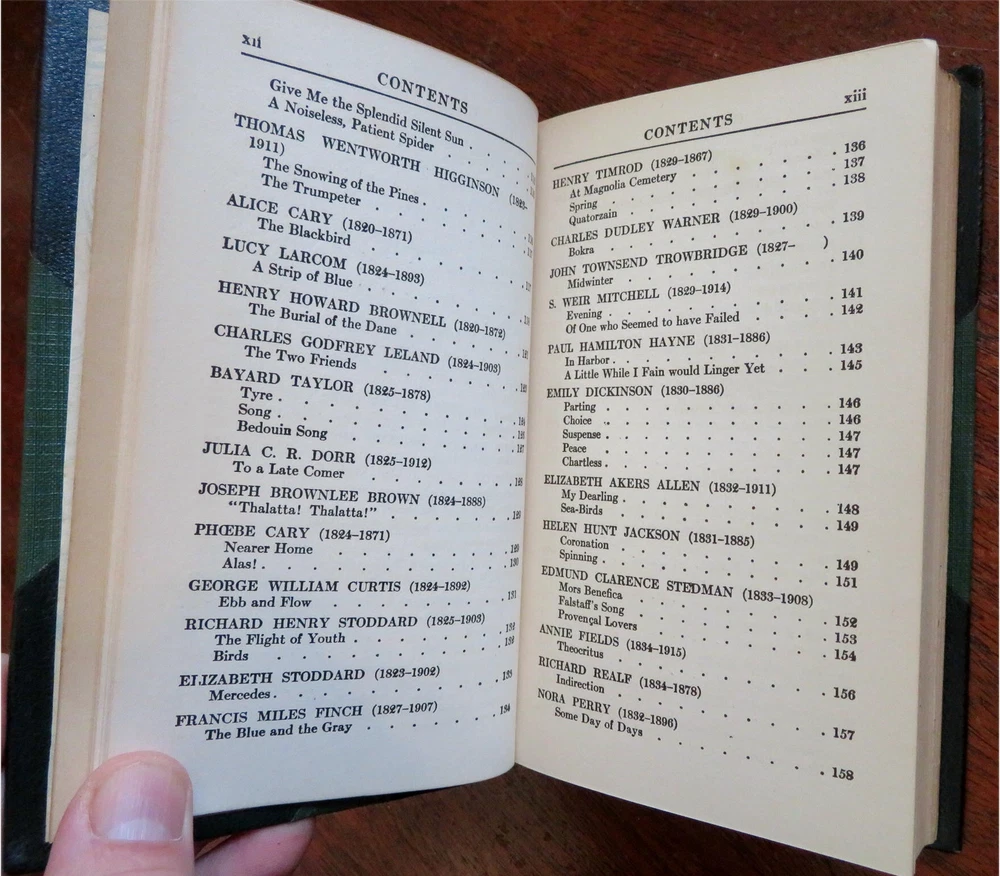 xii
CONTENTS
Give Me the Splendid Silent Sun
A Noiseless, Patient Spider
THOMAS WENTWORTH HIGGINSON (1823–
1911)
The Snowing of the Pines
The Trumpeter
ALICE CARY (1820–1871)
The Blackbird
LUCY LARCOM (1824–1893)
A Strip of Blue
HENRY HOWARD BROWNELL (1820–1872)
The Burial of the Dane
CHARLES GODFREY LELAND (1824–1903)
The Two Friends
BAYARD TAYLOR (1825–1878)
Tyre
Song
Bedouin Song . 127
JULIA C. R. DORR (1825–1912)
To a Late Comer . 128
JOSEPH BROWNLEE BROWN (1824–1888)
"Thalatta! Thalatta!" . 129
PHŒBE CARY (1824–1871)
Nearer Home
Alas! . 130
GEORGE WILLIAM CURTIS (1824–1892)
Ebb and Flow . 131
RICHARD HENRY STODDARD (1825–1903)
The Flight of Youth . 132
Birds . 132
ELIZABETH STODDARD (1823–1902)
Mercedes . 133
FRANCIS MILES FINCH (1827–1907)
The Blue and the Gray . 134
xiii
CONTENTS
HENRY TIMROD (1829–1867)
At Magnolia Cemetery . 136
Spring . 137
Quatorzain . 138
CHARLES DUDLEY WARNER (1829–1900)
Bokra . 139
JOHN TOWNSEND TROWBRIDGE (1827– )
Midwinter . 140
S. WEIR MITCHELL (1829–1914)
Evening . 141
Of One who Seemed to have Failed . 142
PAUL HAMILTON HAYNE (1831–1886)
In Harbor . 143
A Little While I Fain would Linger Yet . 145
EMILY DICKINSON (1830–1886)
Parting . 146
Choice . 146
Suspense . 147
Peace . 147
Chartless . 147
ELIZABETH AKERS ALLEN (1832–1911)
My Dearling . 148
Sea-Birds . 149
HELEN HUNT JACKSON (1831–1885)
Coronation . 149
Spinning . 151
EDMUND CLARENCE STEDMAN (1833–1908)
Mors Benefica . 152
Falstaff's Song . 153
Provençal Lovers . 154
ANNIE FIELDS (1834–1915)
Theocritus . 156
RICHARD REALF (1834–1878)
Indirection . 157
NORA PERRY (1832–1896)
Some Day of Days . 158